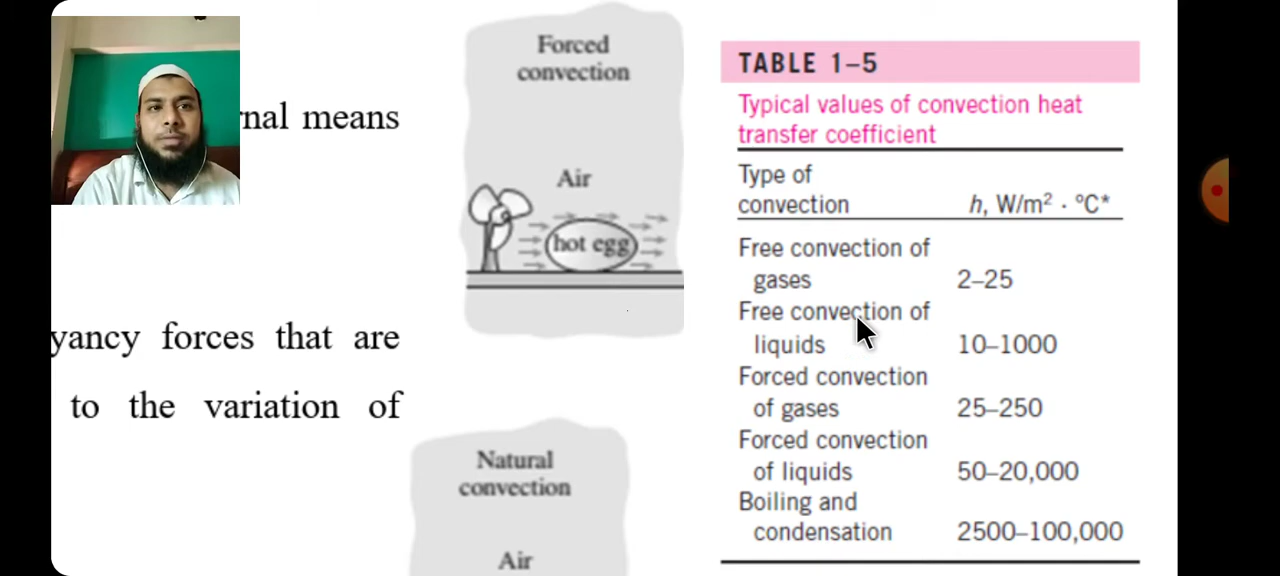 rnal means
yancy forces that are
to the variation of
Forced
convection
Air
hot egg
Natural
convection
Air
TABLE 1–5
Typical values of convection heat
transfer coefficient
Type of
convection h, W/m² · °C*
Free convection of
gases 2–25
Free convection of
liquids 10–1000
Forced convection
of gases 25–250
Forced convection
of liquids 50–20,000
Boiling and
condensation 2500–100,000